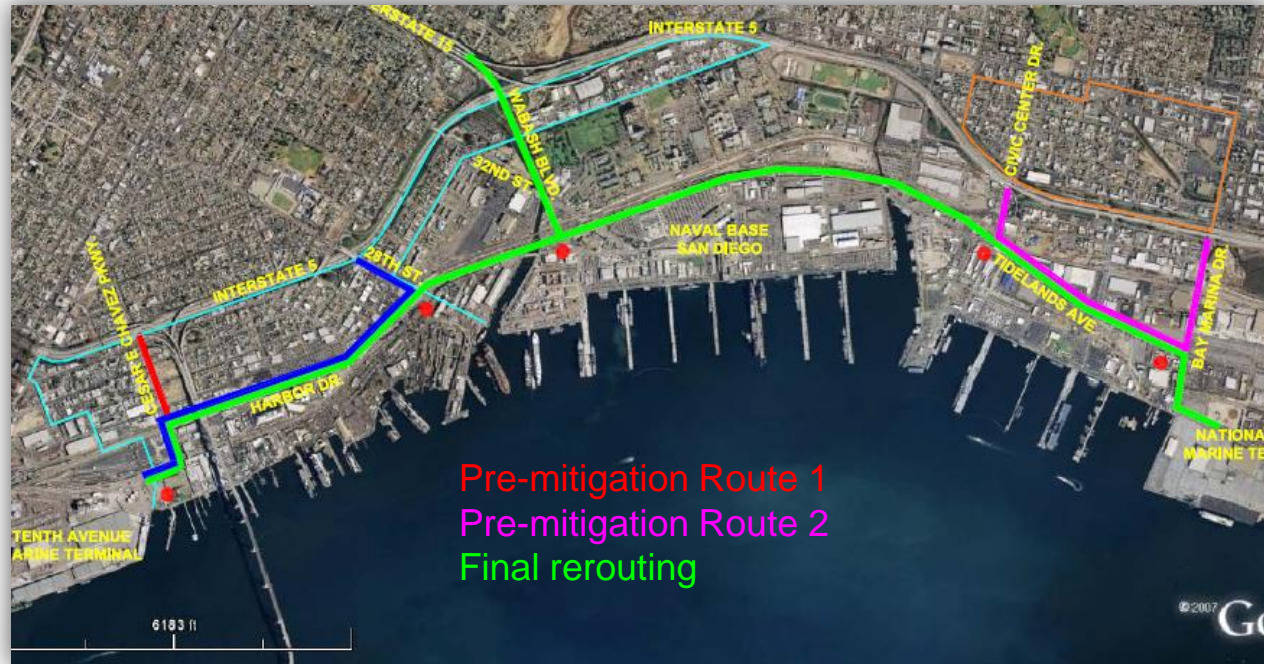 ERSTATE 15
INTERSTATE 5
CIVIC CENTER DR.
WABASH BLVD.
32ND ST.
NAVAL BASE
SAN DIEGO
28TH ST.
INTERSTATE 5
CESAR E CHAVEZ PKWY.
TIDELANDS AVE.
BAY MARINA DR.
HARBOR DR.
NATIONA
MARINE TE
Pre-mitigation Route 1
Pre-mitigation Route 2
Final rerouting
TENTH AVENUE
ARINE TERMINAL
6183 ft
©2007 Go